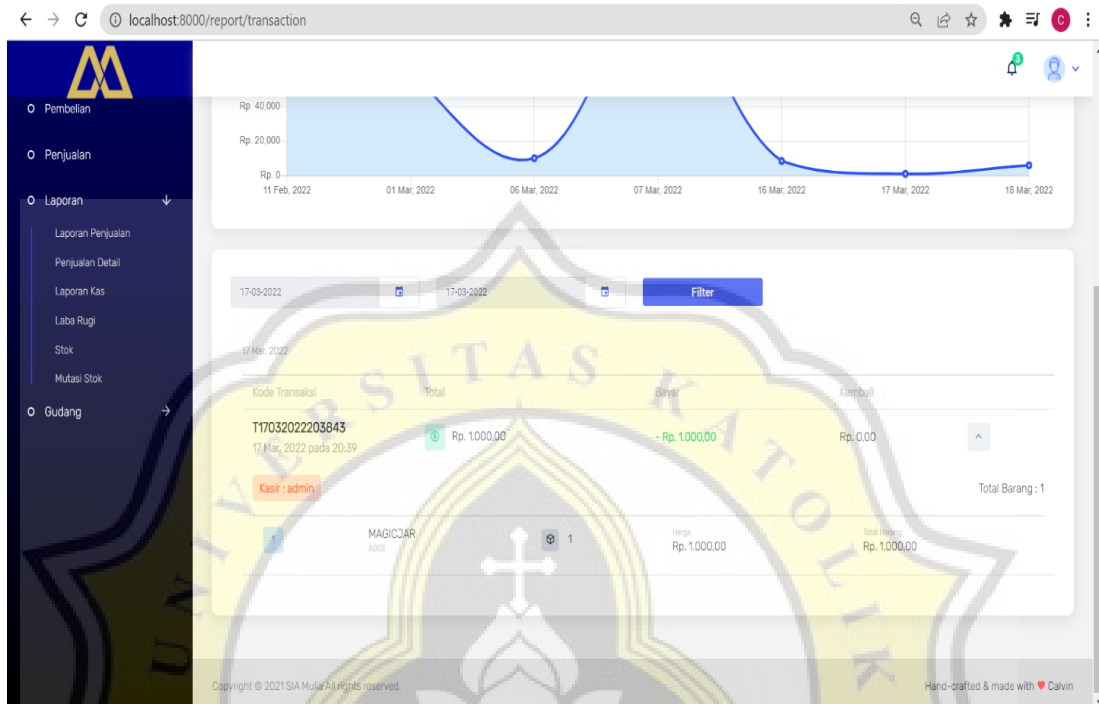 localhost:8000/report/transaction
C
3
Pembelian
Penjualan
Laporan
Laporan Penjualan
Penjualan Detail
Laporan Kas
Laba Rugi
Stok
Mutasi Stok
Gudang
Rp. 40,000
Rp. 20,000
Rp. 0
11 Feb, 2022 01 Mar, 2022 06 Mar, 2022 07 Mar, 2022 16 Mar, 2022 17 Mar, 2022 18 Mar, 2022
17-03-2022 17-03-2022 Filter
17 Mar, 2022
Kode Transaksi Total Bayar Kembali
T17032022203843 Rp. 1.000,00 - Rp. 1.000,00 Rp. 0,00
17 Mar, 2022 pada 20:39
Kasir : admin Total Barang : 1
1 MAGICJAR 1 Harga Total Barang
A003 Rp. 1.000,00 Rp. 1.000,00
UNIVERSITAS KATOLIK
Copyright © 2021 SIA Mulia All rights reserved. Hand-crafted & made with ♥ Calvin